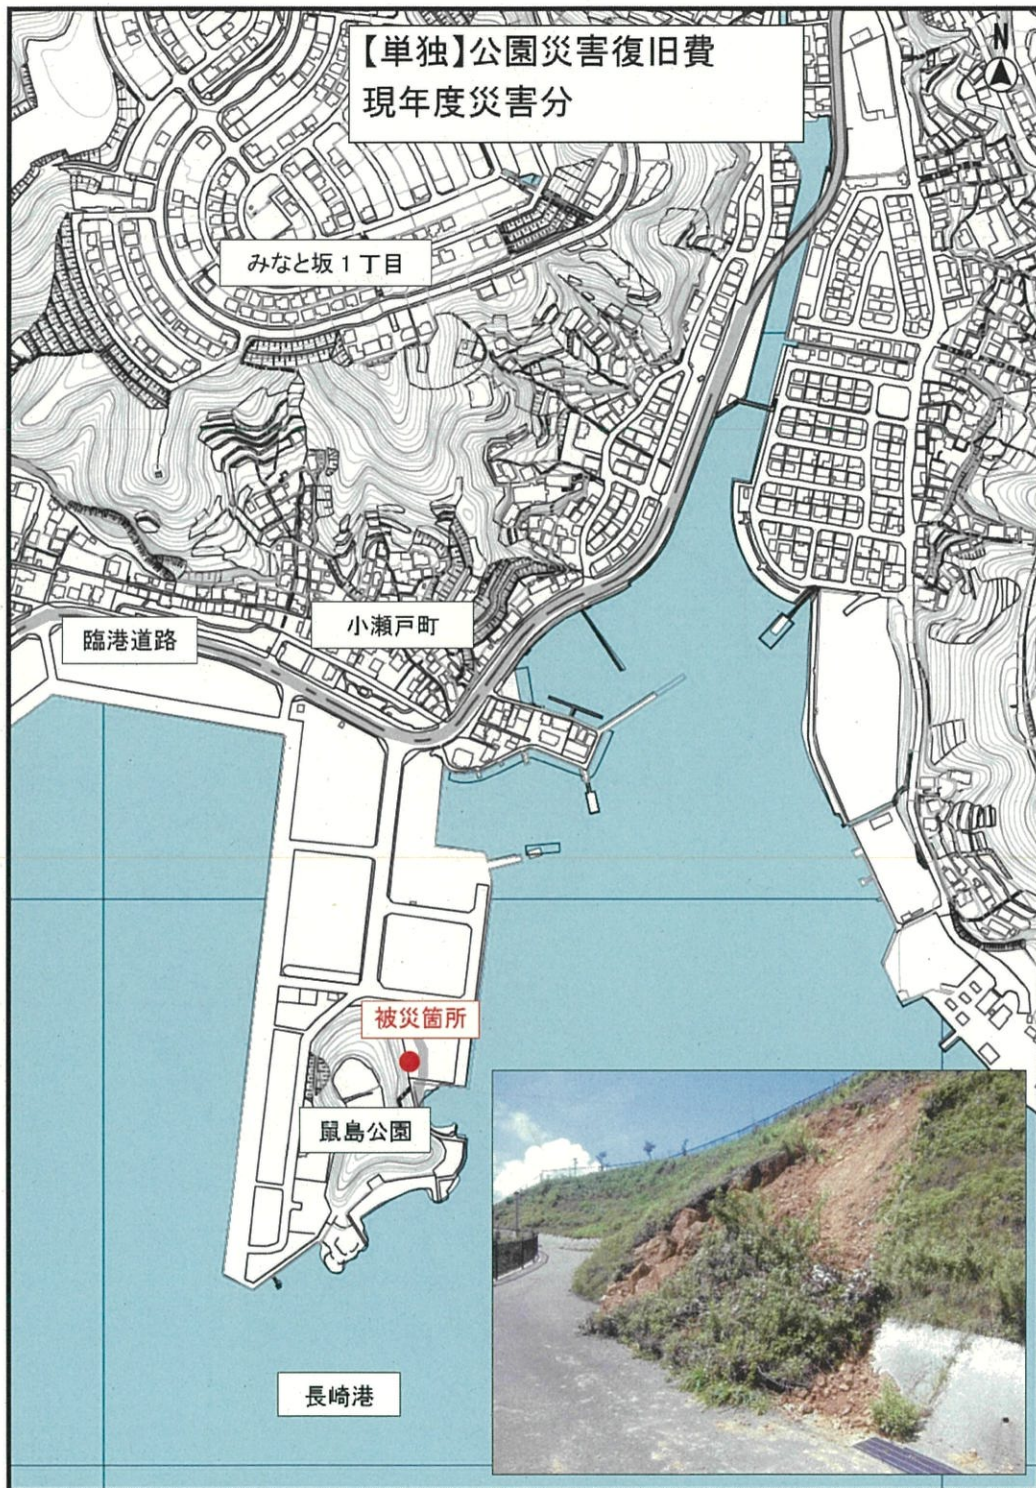 【単独】公園災害復旧費
現年度災害分
N
みなと坂1丁目
小瀬戸町
臨港道路
被災箇所
鼠島公園
長崎港